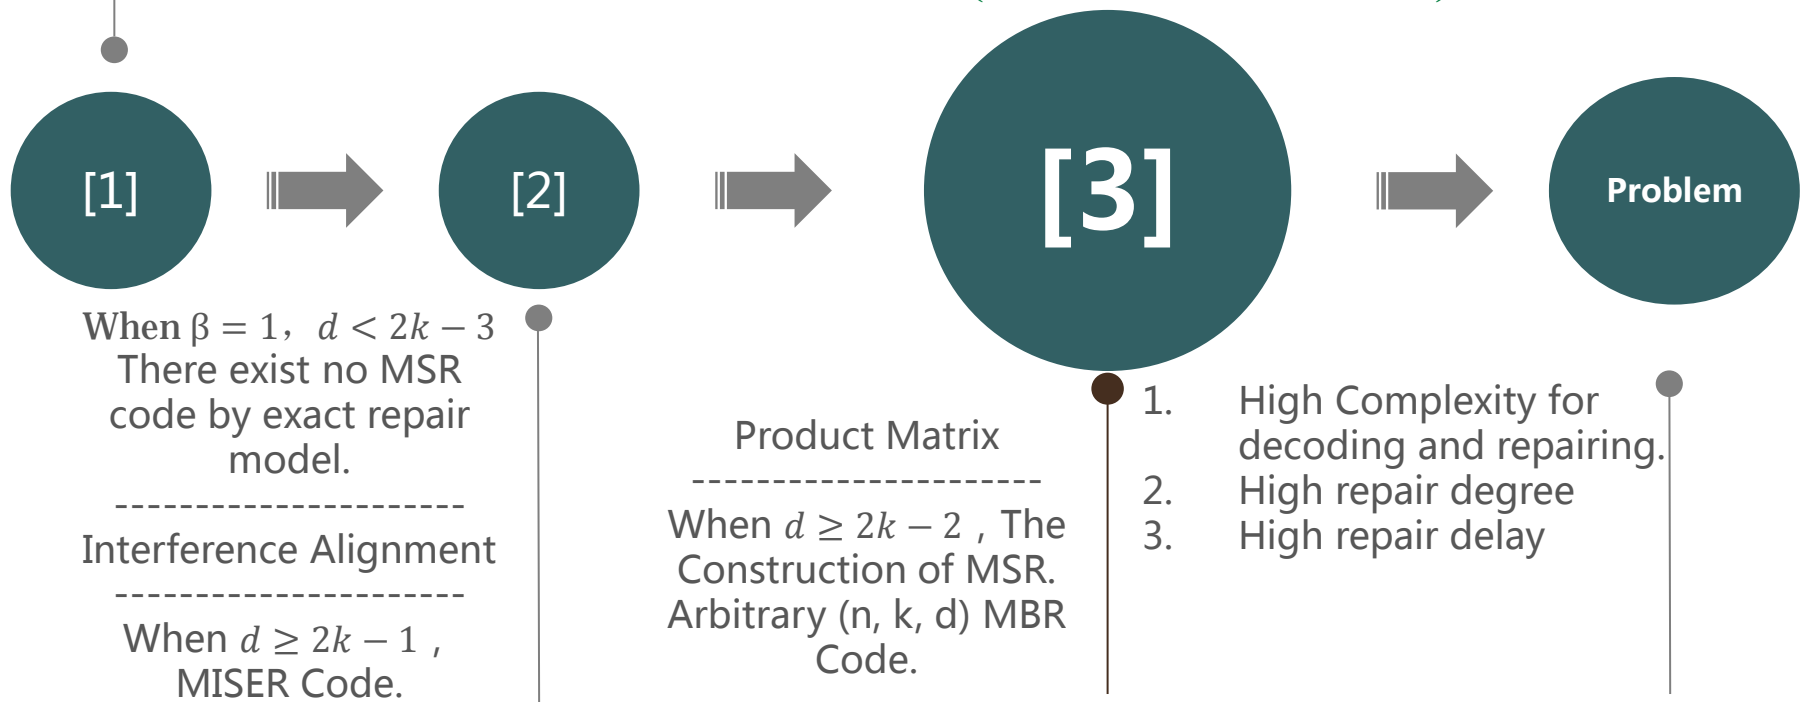 [1]
[2]
[3]
Problem
When β = 1, d < 2k − 3
There exist no MSR
code by exact repair
model.
----------------------
Interference Alignment
----------------------
When d ≥ 2k − 1 ,
MISER Code.
Product Matrix
----------------------
When d ≥ 2k − 2 , The
Construction of MSR.
Arbitrary (n, k, d) MBR
Code.
1. High Complexity for
decoding and repairing.
2. High repair degree
3. High repair delay